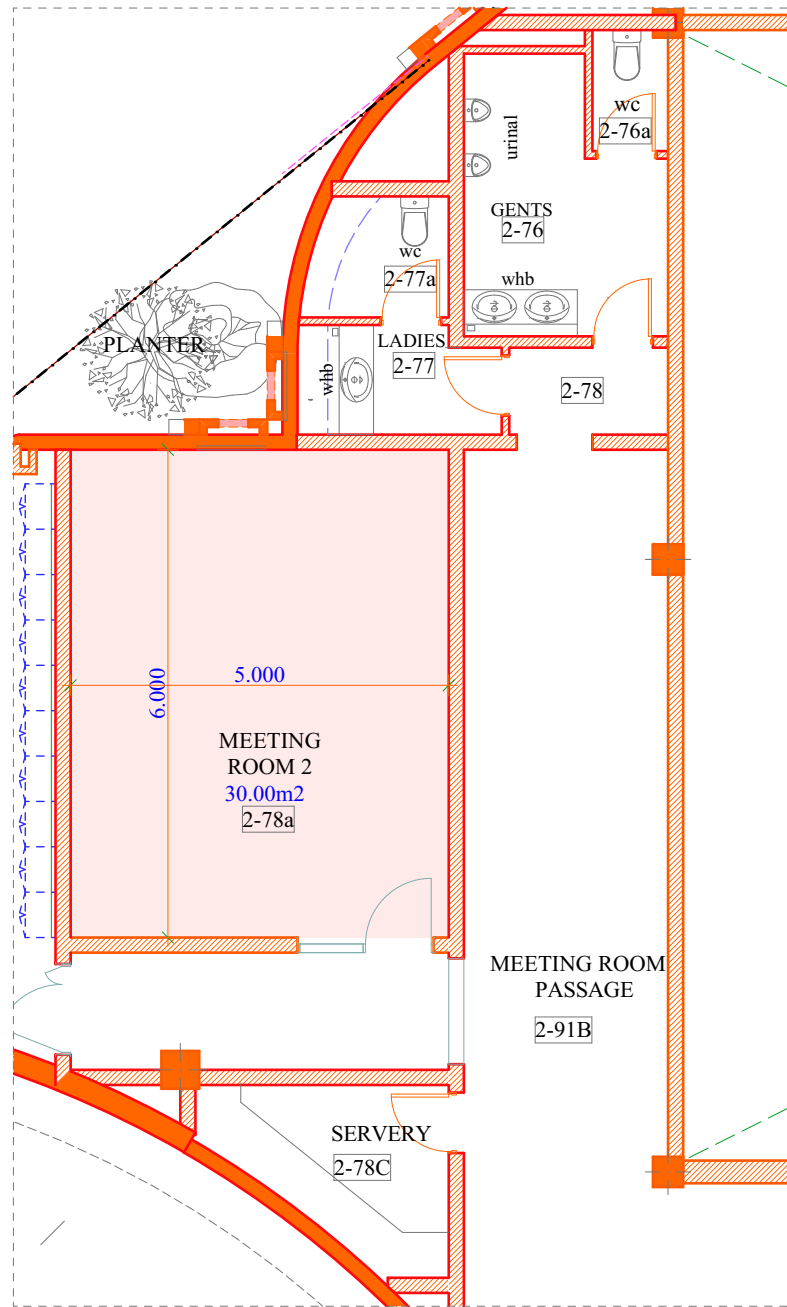 wc
2-76a
urinal
GENTS
2-76
wc
2-77a
whb
PLANTER
LADIES
2-77
whb
2-78
5.000
6.000
MEETING
ROOM 2
30.00m2
2-78a
MEETING ROOM
PASSAGE
2-91B
SERVERY
2-78C